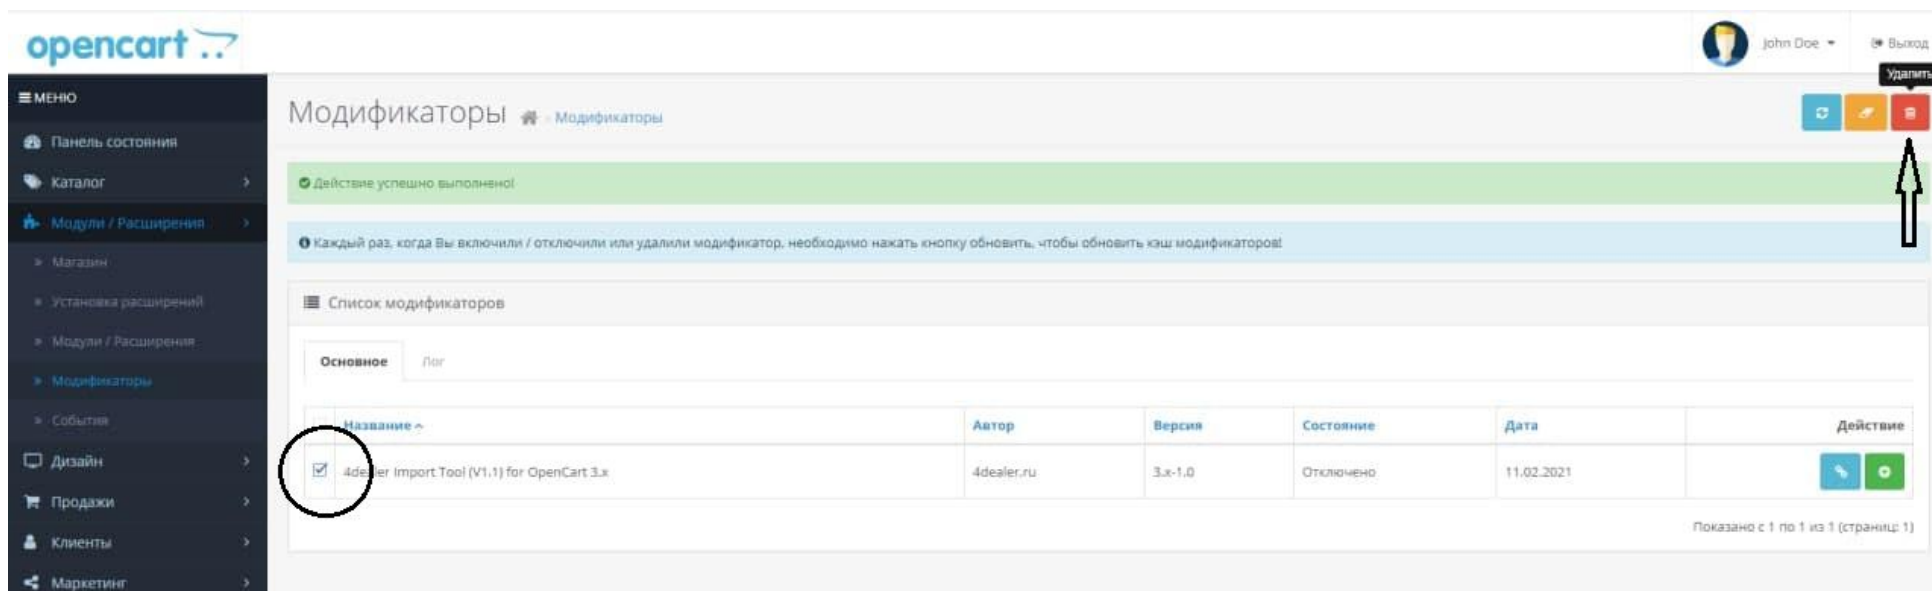 opencart
John Doe
Выход
Удалить
МЕНЮ
Модификаторы
Модификаторы
Панель состояния
Каталог
Действие успешно выполнено!
Модули / Расширения
Каждый раз, когда Вы включили / отключили или удалили модификатор, необходимо нажать кнопку обновить, чтобы обновить кэш модификаторов!
Магазин
Установка расширений
Список модификаторов
Модули / Расширения
Основное
Лог
Модификаторы
События
Название
Автор
Версия
Состояние
Дата
Действие
Дизайн
4dealer Import Tool (V1.1) for OpenCart 3.x
4dealer.ru
3.x-1.0
Отключено
11.02.2021
Продажи
Показано с 1 по 1 из 1 (страниц: 1)
Клиенты
Маркетинг